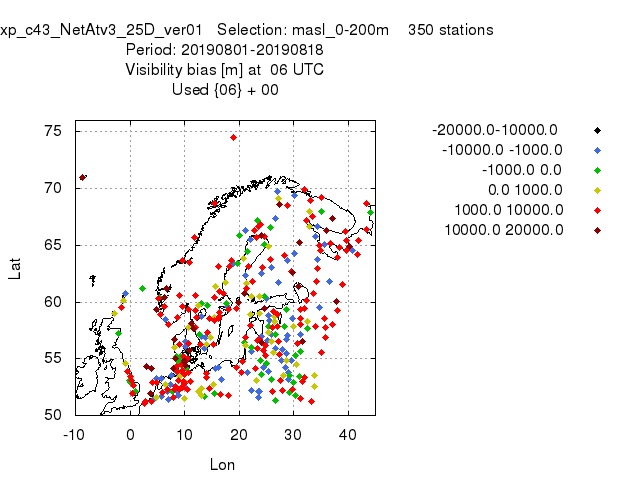 xp_c43_NetAtv3_25D_ver01 Selection: masl_0-200m 350 stations
Period: 20190801-20190818
Visibility bias [m] at 06 UTC
Used {06} + 00
-20000.0-10000.0
-10000.0 -1000.0
-1000.0 0.0
0.0 1000.0
1000.0 10000.0
10000.0 20000.0
Lat
75
70
65
60
55
50
-10 0 10 20 30 40
Lon